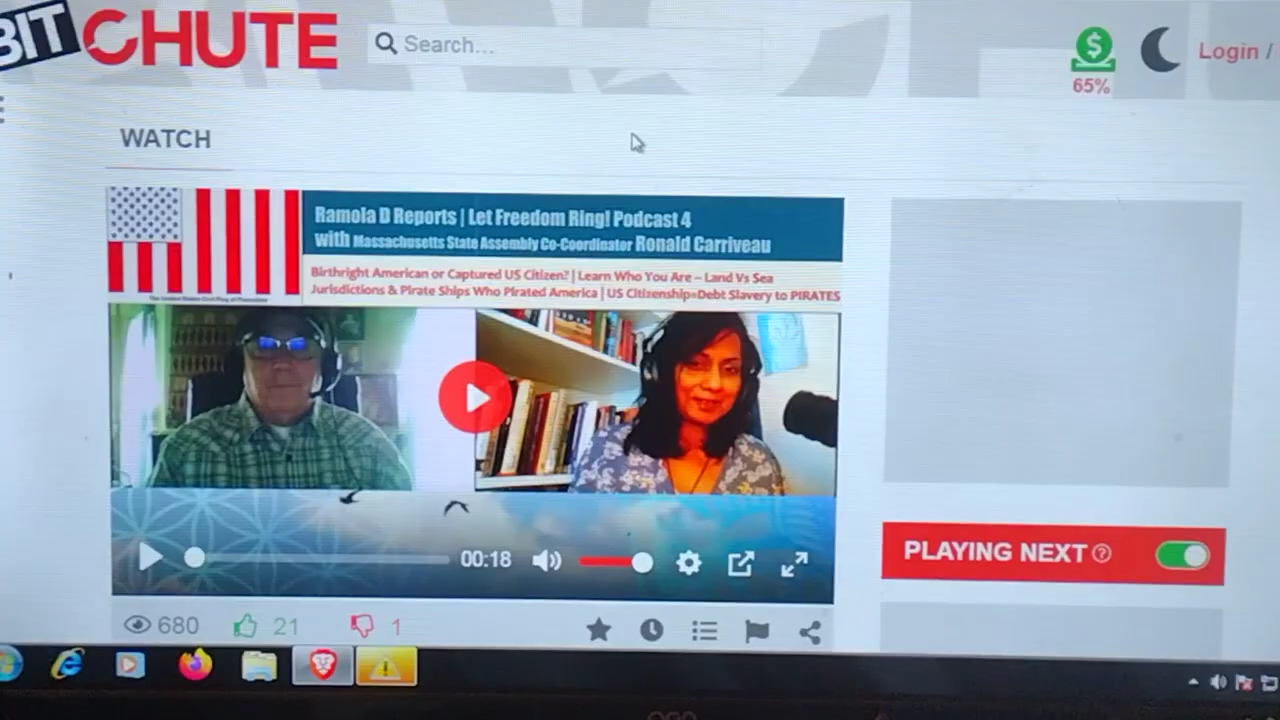 BITCHUTE
Search...
65%
Login /
WATCH
Ramola D Reports | Let Freedom Ring! Podcast 4
with Massachusetts State Assembly Co-Coordinator Ronald Carriveau
Birthright American or Captured US Citizen? | Learn Who You Are – Land Vs Sea
Jurisdictions & Pirate Ships Who Pirated America | US Citizenship=Debt Slavery to PIRATES
00:18
PLAYING NEXT ?
680
21
1